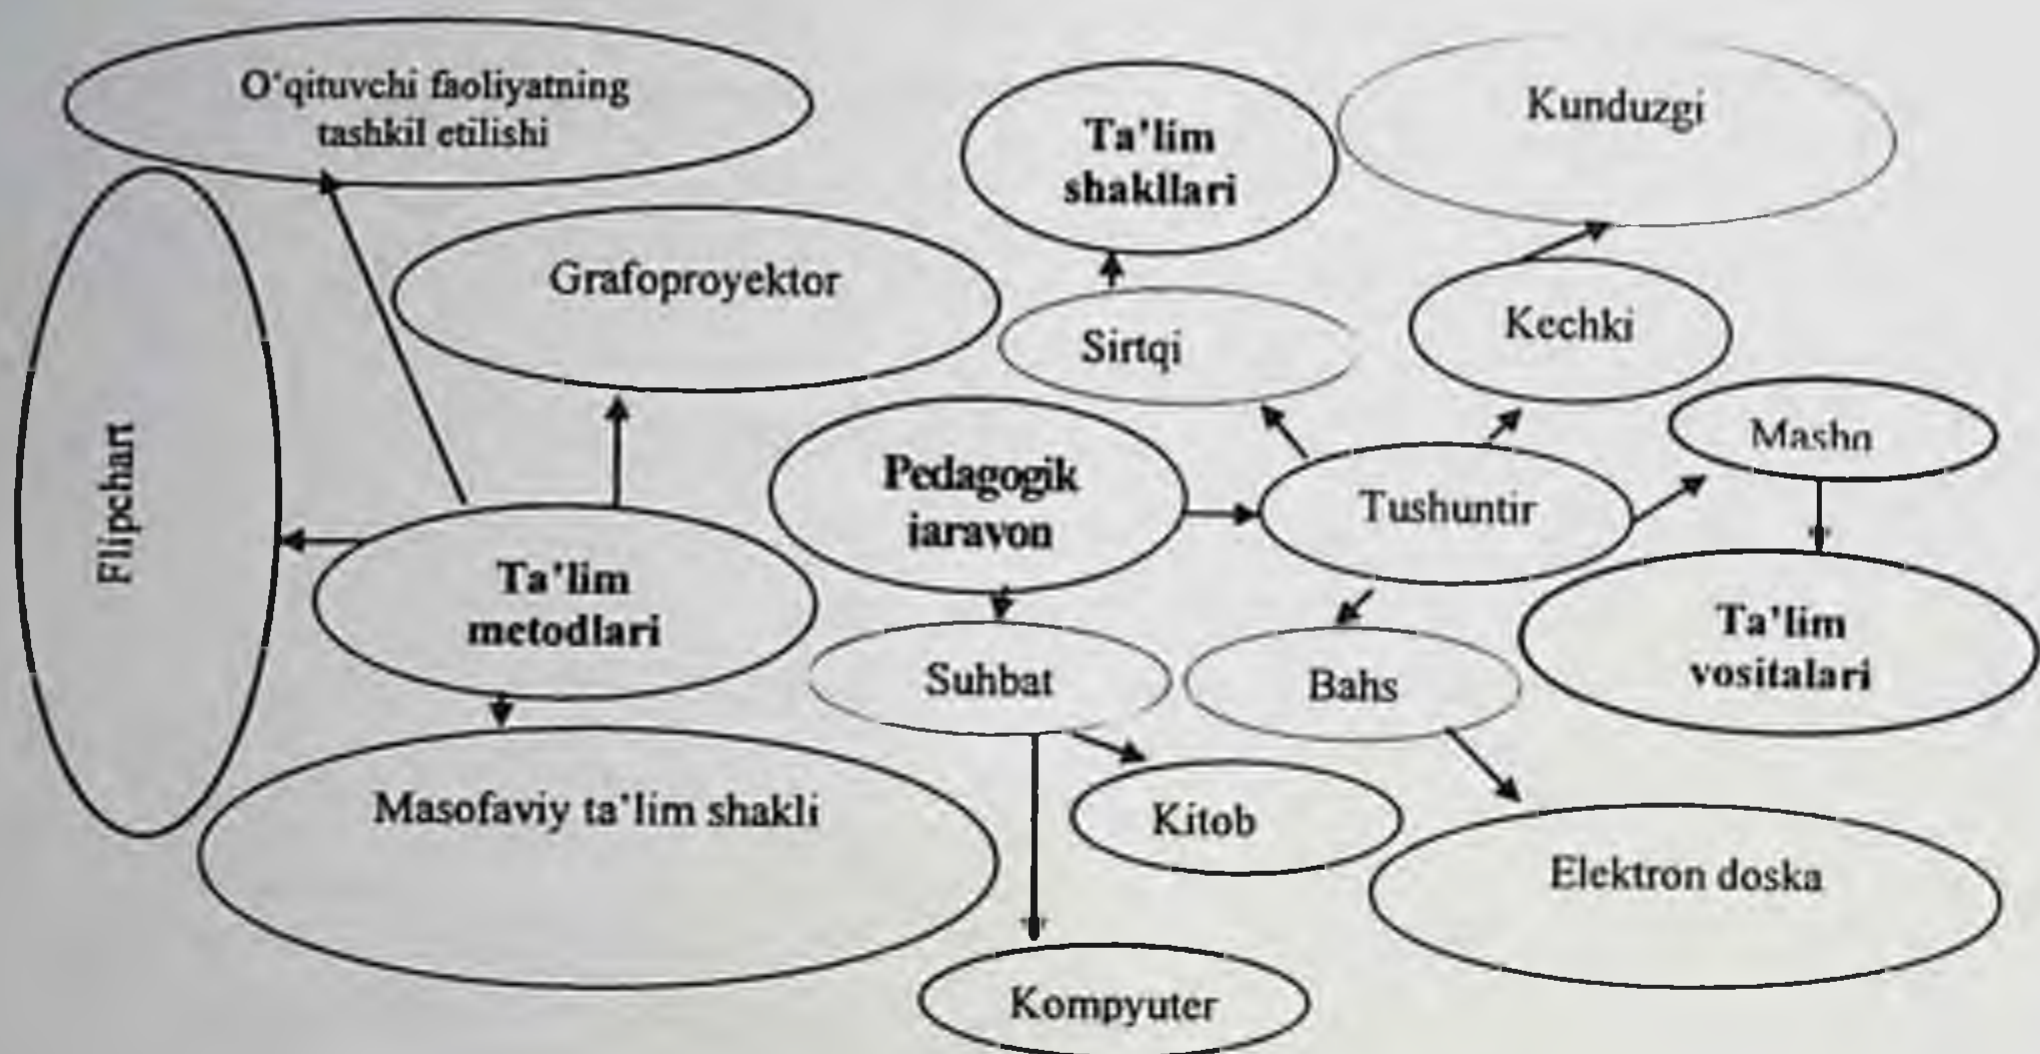 O‘qituvchi faoliyatning
tashkil etilishi
Ta'lim
shakllari
Kunduzgi
Grafoproyektor
Sirtqi
Kechki
Flipchart
Pedagogik
iaravon
Tushuntir
Mashq
Ta'lim
metodlari
Ta'lim
vositalari
Suhbat
Bahs
Masofaviy ta'lim shakli
Kitob
Elektron doska
Kompyuter